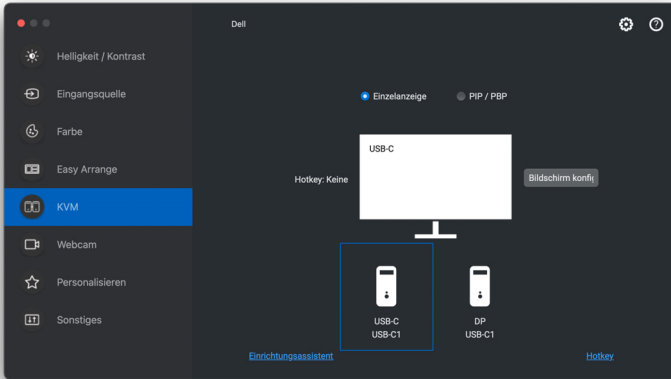 Dell
Helligkeit / Kontrast
Eingangsquelle
Farbe
Easy Arrange
KVM
Webcam
Personalisieren
Sonstiges
Einzelanzeige
PIP / PBP
USB-C
Hotkey: Keine
Bildschirm konfig
USB-C
USB-C1
DP
USB-C1
Einrichtungsassistent
Hotkey